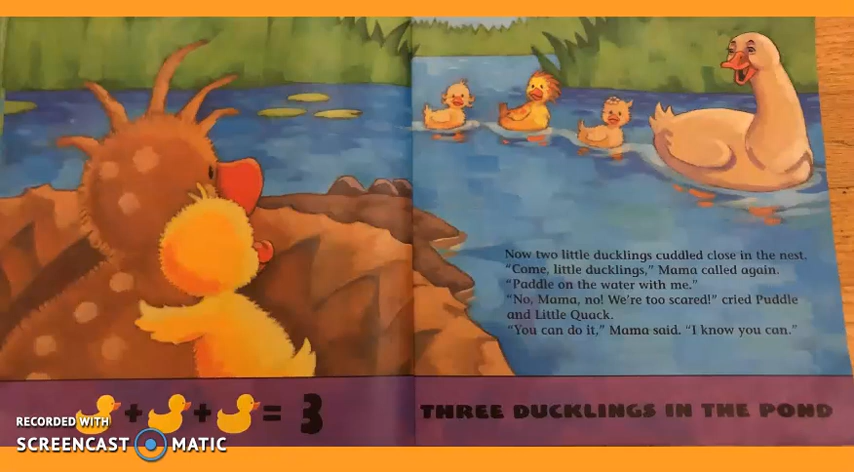 Now two little ducklings cuddled close in the nest.
"Come, little ducklings," Mama called again.
"Paddle on the water with me."
"No, Mama, no! We're too scared!" cried Puddle
and Little Quack.
"You can do it," Mama said. "I know you can."
+ + = 3
THREE DUCKLINGS IN THE POND
RECORDED WITH
SCREENCAST MATIC